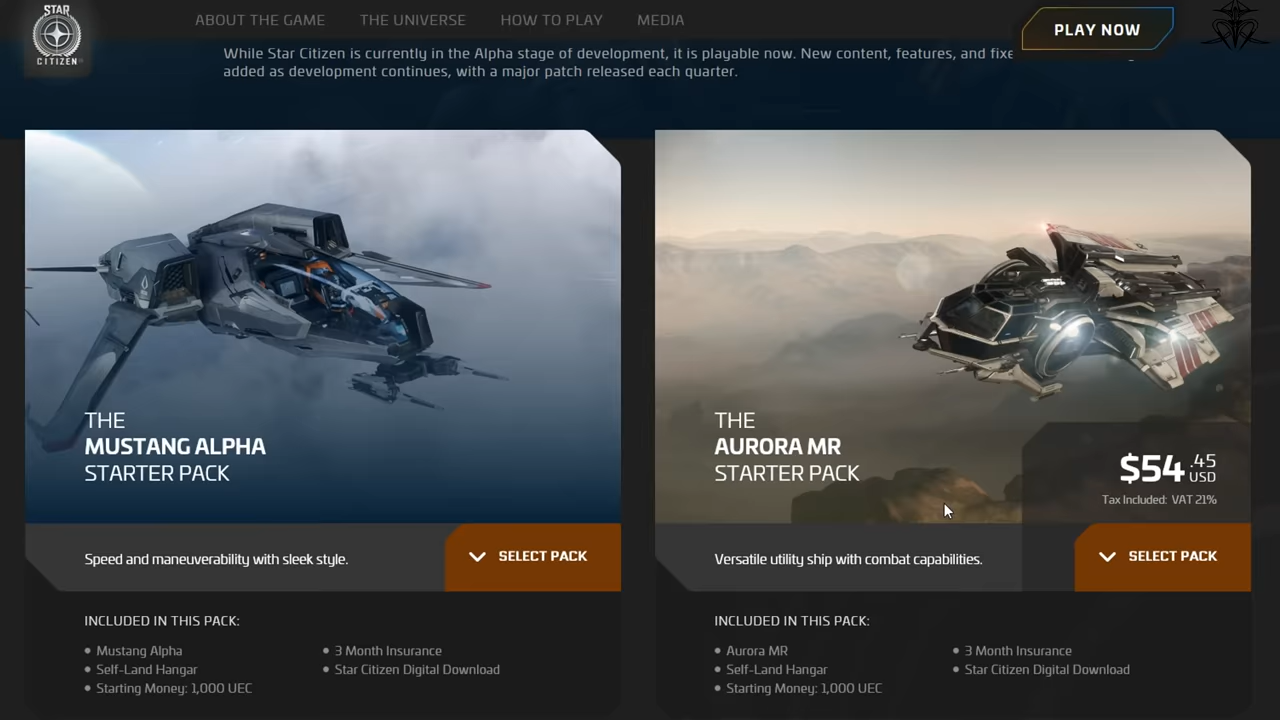 STAR
CITIZEN
ABOUT THE GAME
THE UNIVERSE
HOW TO PLAY
MEDIA
PLAY NOW
While Star Citizen is currently in the Alpha stage of development, it is playable now. New content, features, and fixe
added as development continues, with a major patch released each quarter.
THE
MUSTANG ALPHA
STARTER PACK
Speed and maneuverability with sleek style.
SELECT PACK
INCLUDED IN THIS PACK:
Mustang Alpha
Self-Land Hangar
Starting Money: 1,000 UEC
3 Month Insurance
Star Citizen Digital Download
THE
AURORA MR
STARTER PACK
$54.45
USD
Tax Included: VAT 21%
Versatile utility ship with combat capabilities.
SELECT PACK
INCLUDED IN THIS PACK:
Aurora MR
Self-Land Hangar
Starting Money: 1,000 UEC
3 Month Insurance
Star Citizen Digital Download